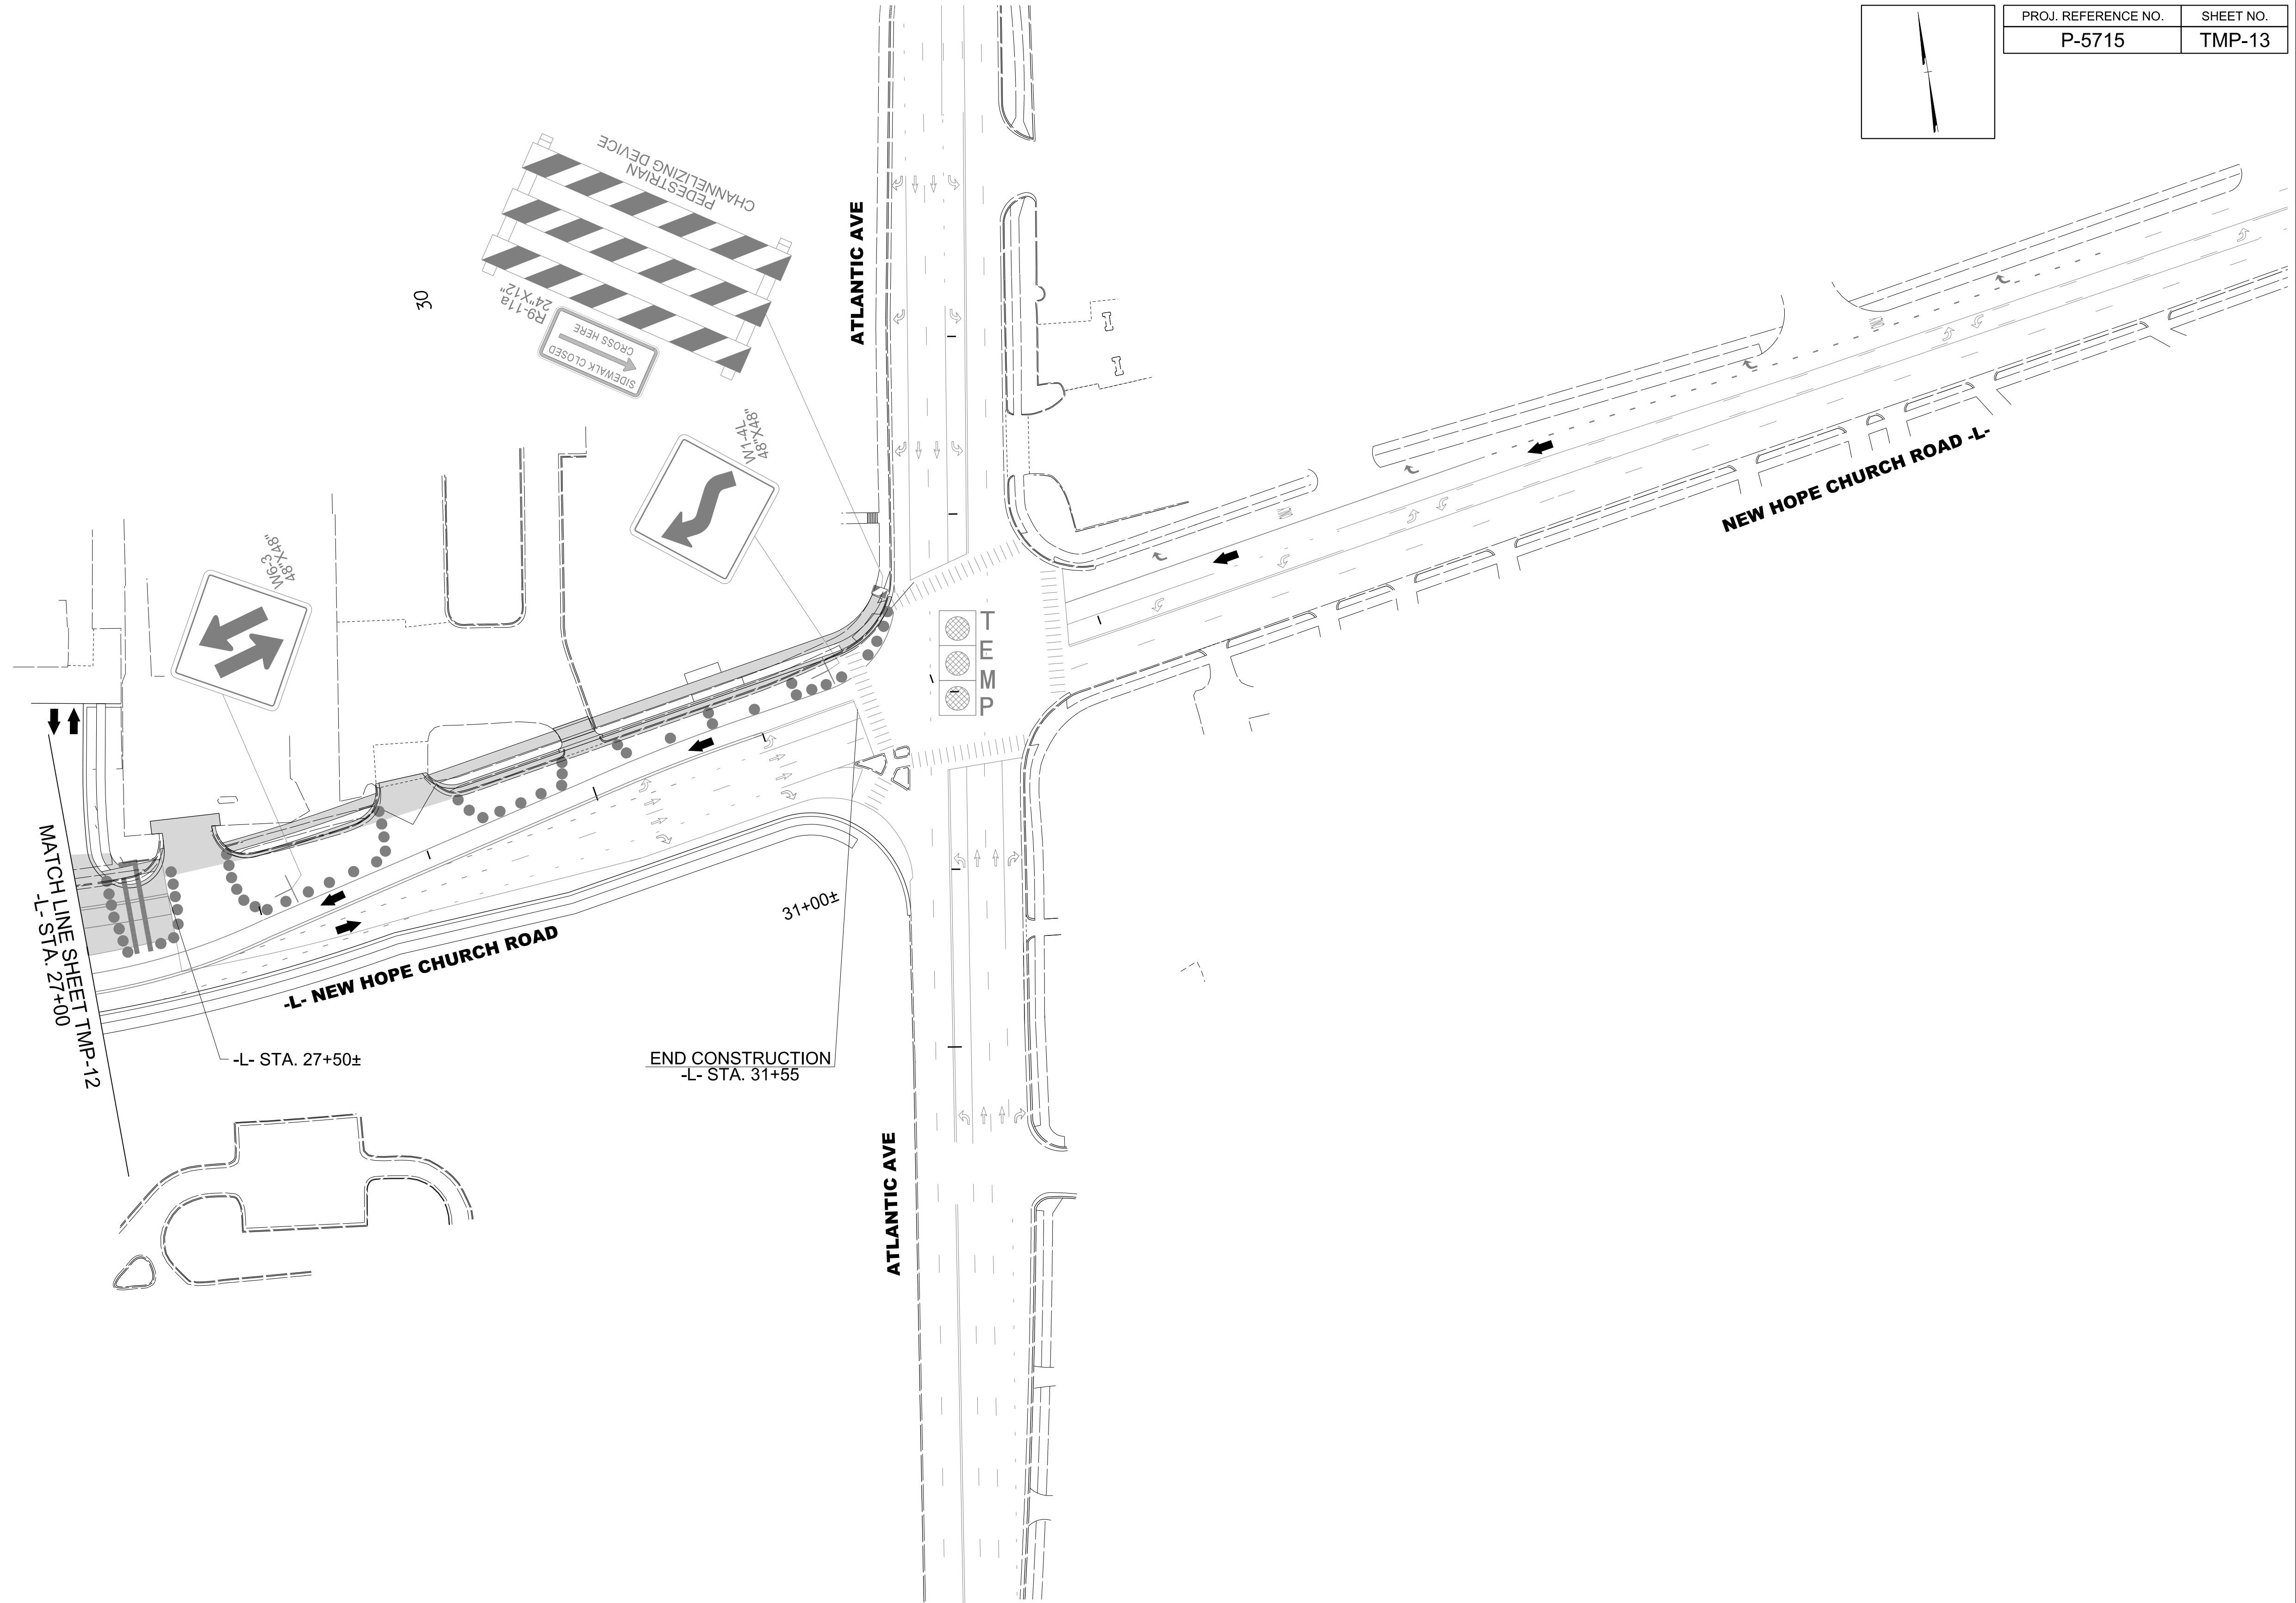 PROJ. REFERENCE NO.
SHEET NO.
P-5715
TMP-13
PEDESTRIAN
CHANNELIZING DEVICE
R9-11a
24"X12"
SIDEWALK CLOSED
CROSS HERE
30
ATLANTIC AVE
W1-4L
48"X48"
W6-3
48"X48"
NEW HOPE CHURCH ROAD -L-
T
E
M
P
MATCH LINE SHEET TMP-12
-L- STA. 27+00
-L- NEW HOPE CHURCH ROAD
31+00±
-L- STA. 27+50±
END CONSTRUCTION
-L- STA. 31+55
ATLANTIC AVE